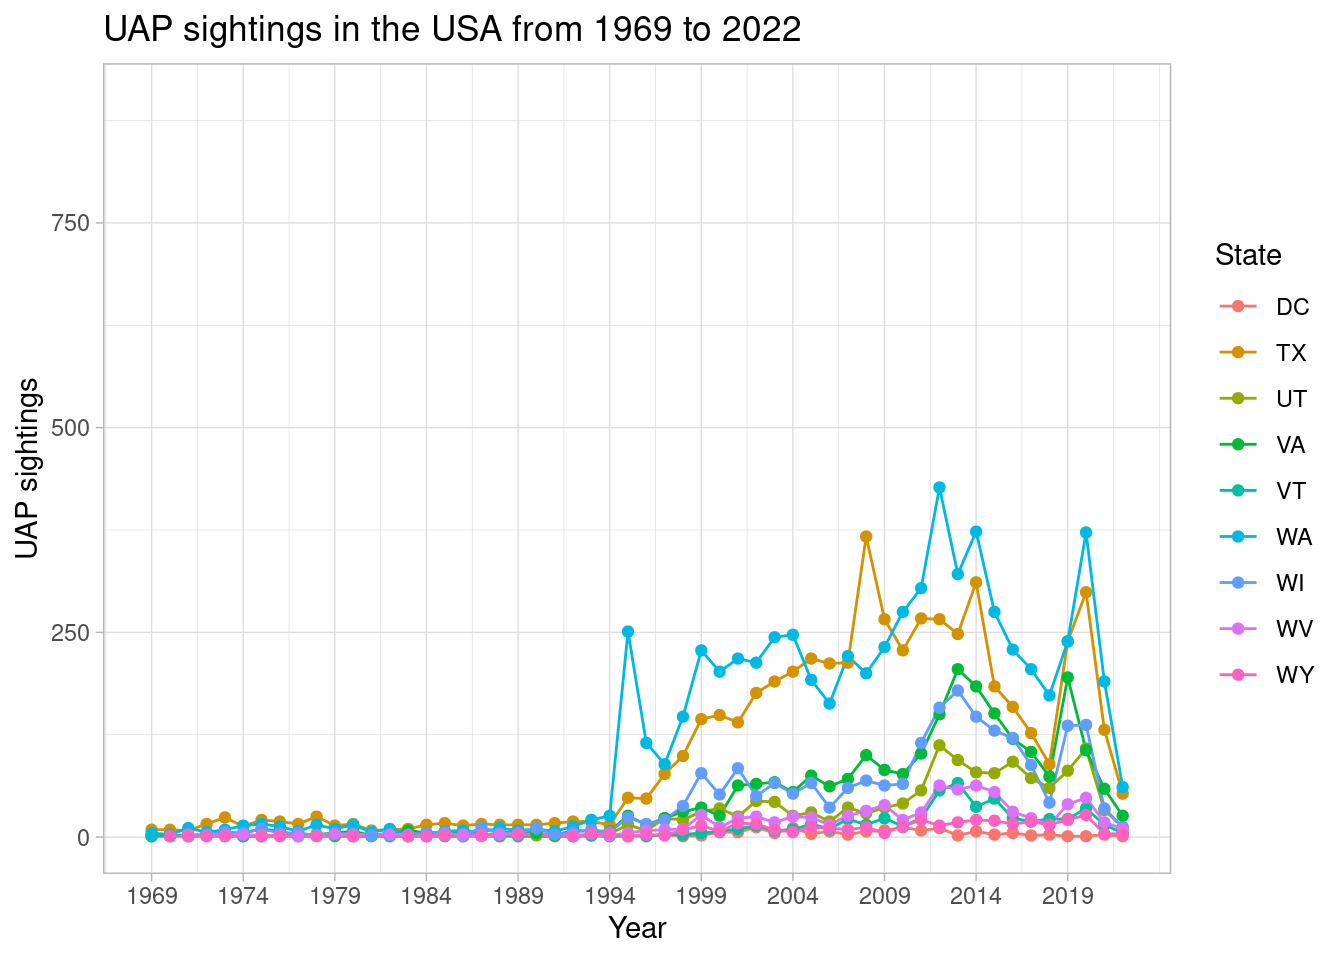 UAP sightings in the USA from 1969 to 2022
750
500
250
0
UAP sightings
1969 1974 1979 1984 1989 1994 1999 2004 2009 2014 2019
Year
State
DC
TX
UT
VA
VT
WA
WI
WV
WY